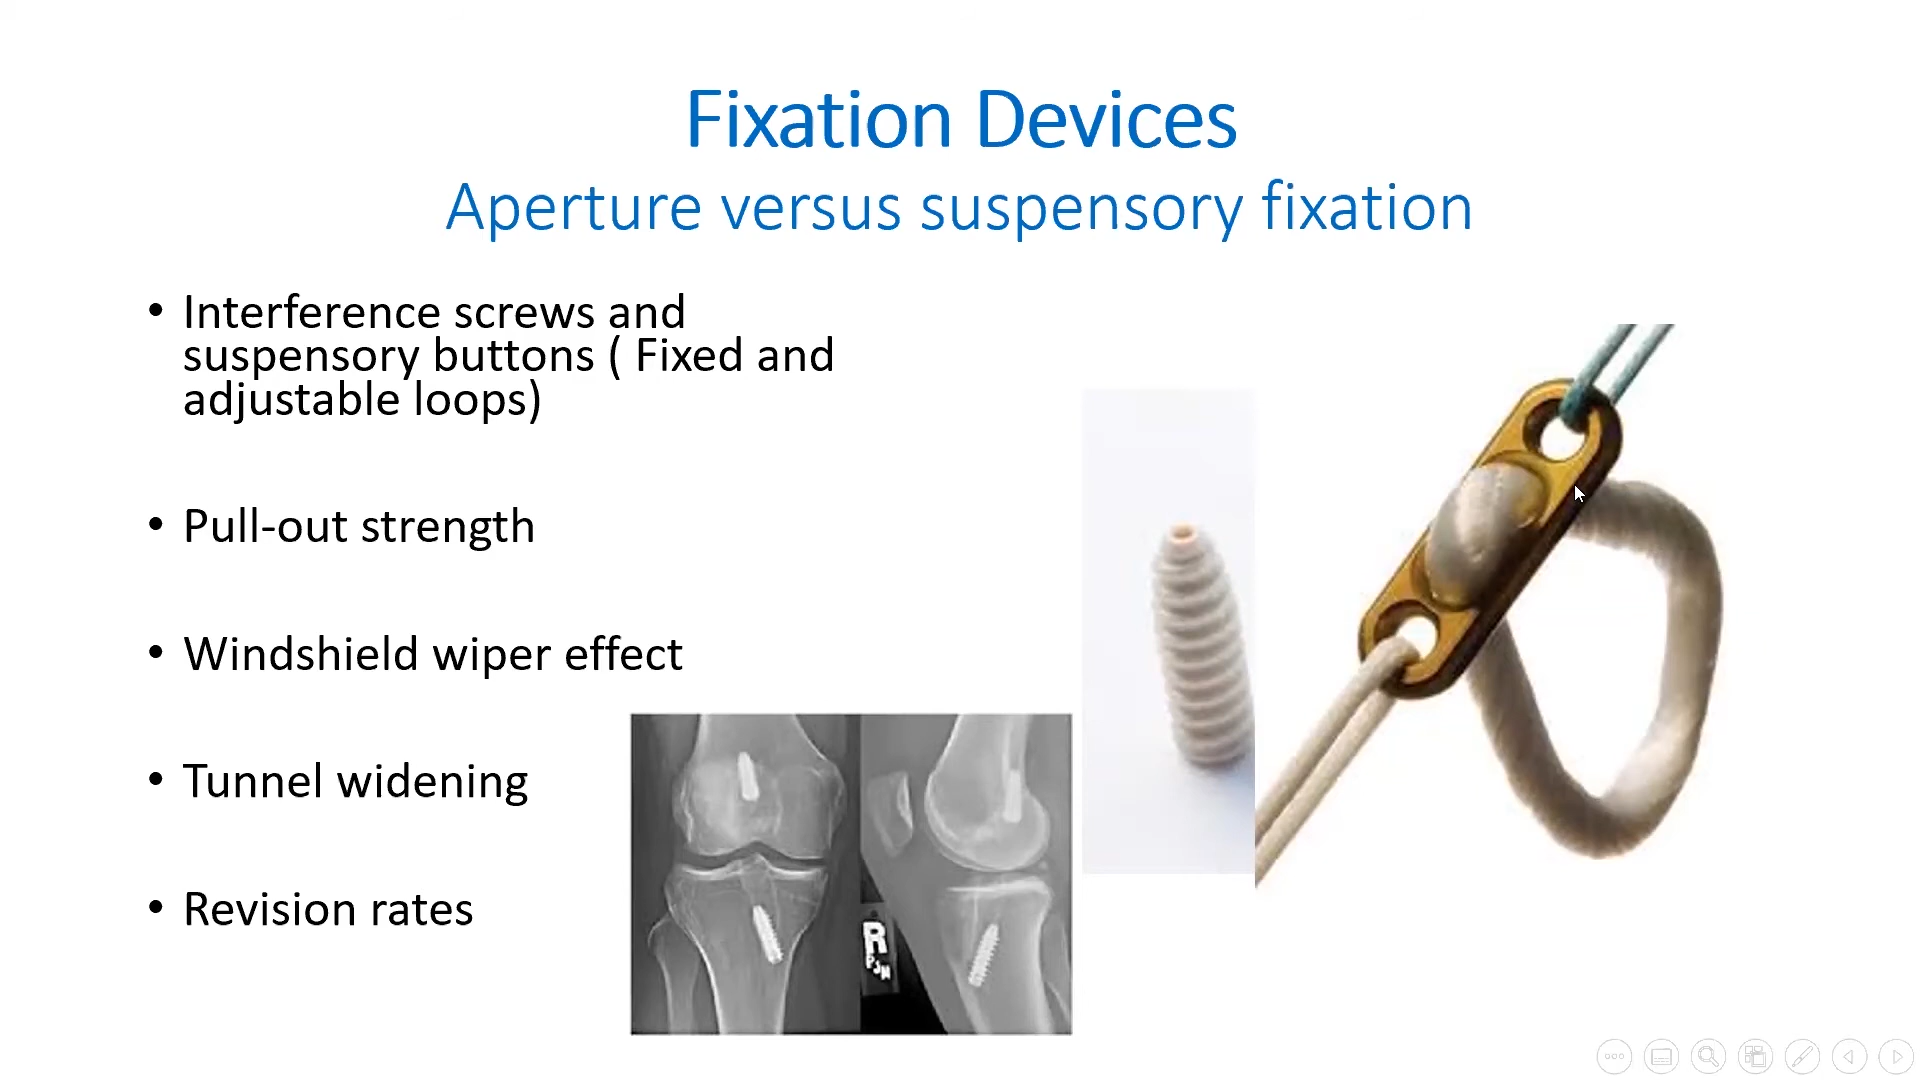 Fixation Devices
Aperture versus suspensory fixation
• Interference screws and
suspensory buttons ( Fixed and
adjustable loops)
• Pull-out strength
• Windshield wiper effect
• Tunnel widening
• Revision rates
R
PJN